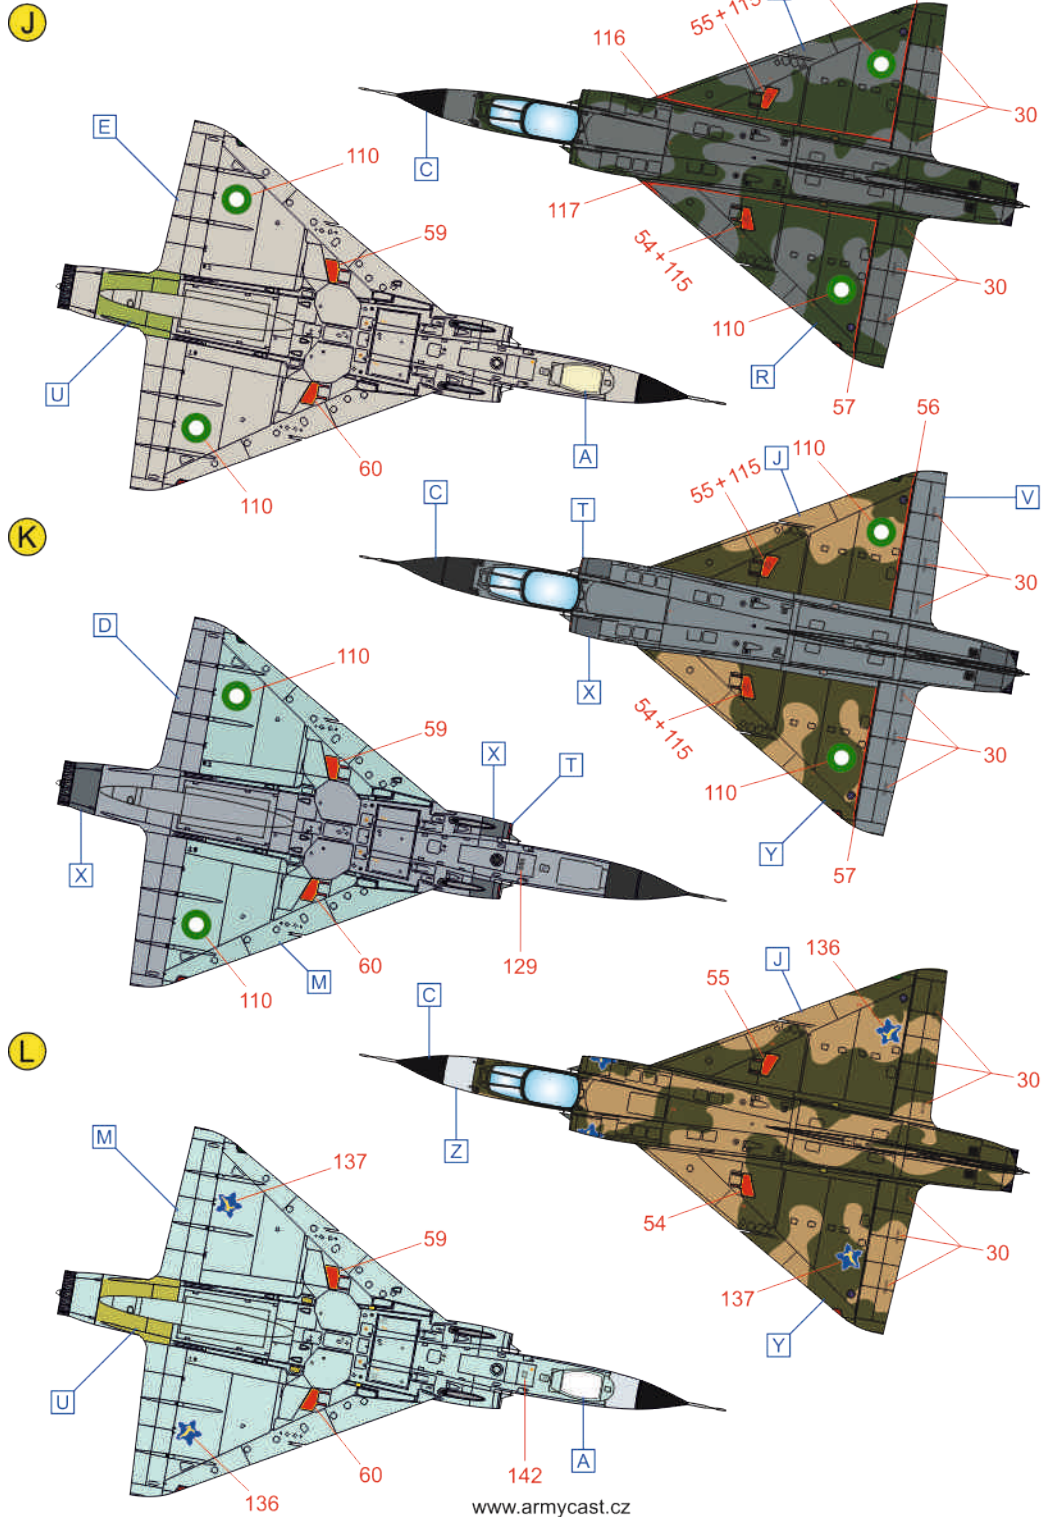 J
55 + 115
116
E
110
30
C
59
117
54 + 115
30
110
U
R
60
A
57
56
110
J
110
55 + 115
C
T
V
K
30
D
110
X
54 + 115
59
X
T
30
110
X
Y
57
60
129
M
110
136
J
C
55
L
30
M
Z
137
54
59
30
137
Y
U
60
142
A
136
www.armycast.cz